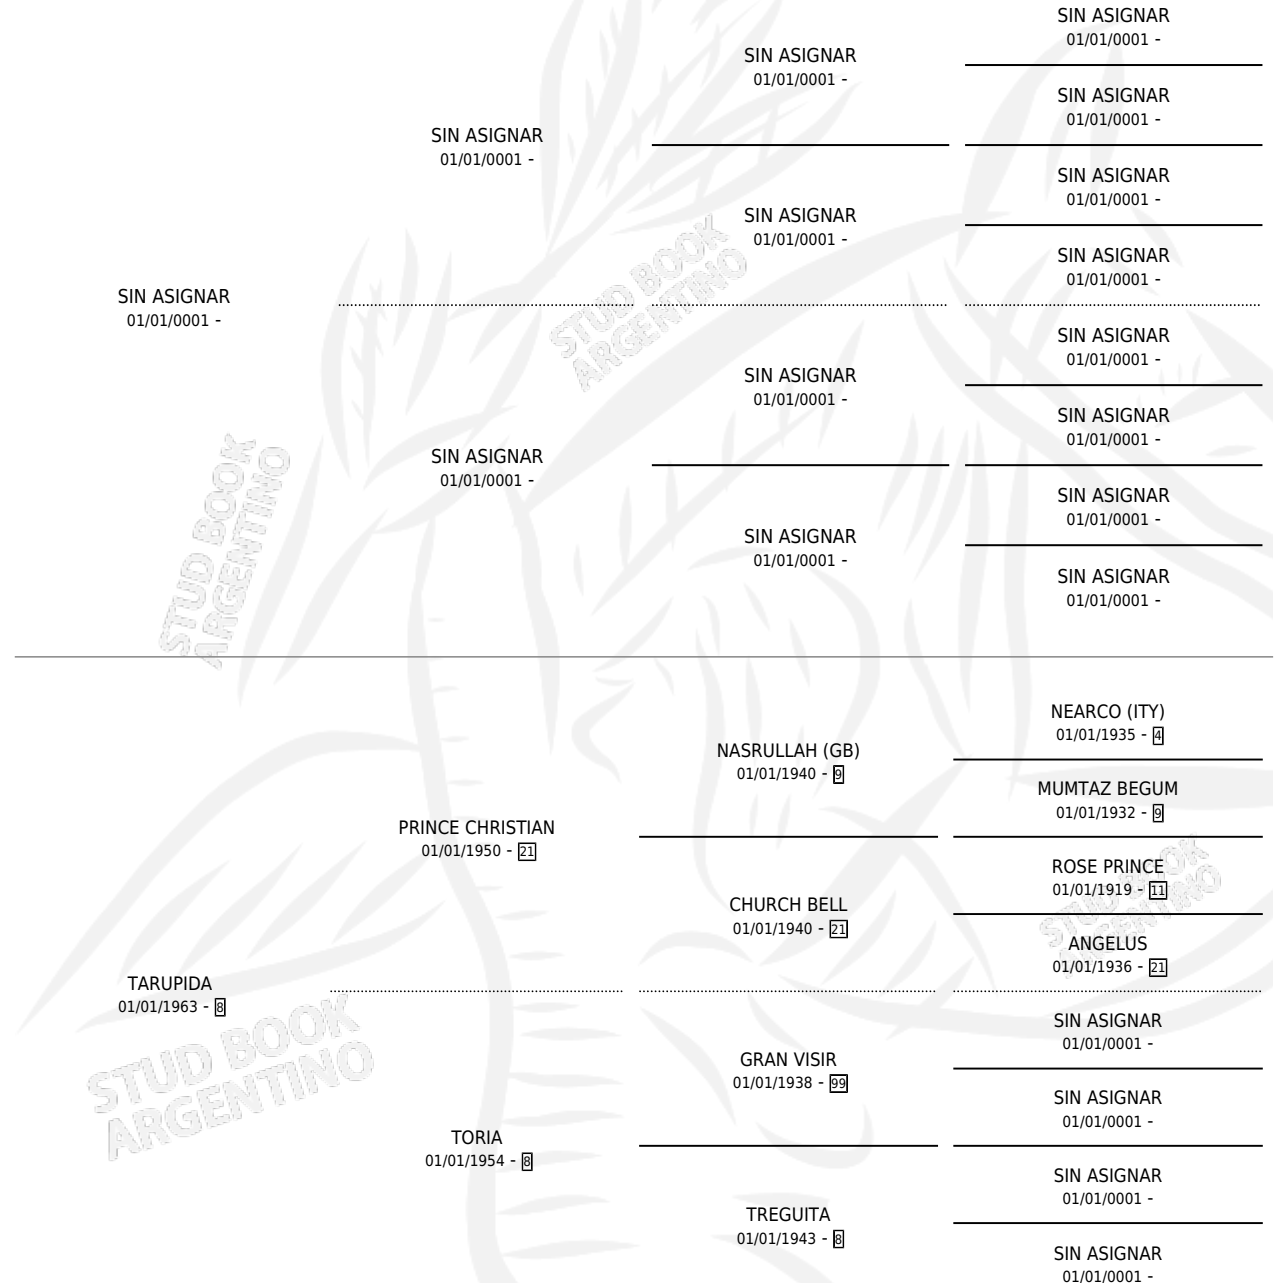 SIN ASIGNAR
01/01/0001 -
SIN ASIGNAR
01/01/0001 -
SIN ASIGNAR
01/01/0001 -
SIN ASIGNAR
01/01/0001 -
SIN ASIGNAR
01/01/0001 -
SIN ASIGNAR
01/01/0001 -
SIN ASIGNAR
01/01/0001 -
SIN ASIGNAR
01/01/0001 -
SIN ASIGNAR
01/01/0001 -
SIN ASIGNAR
01/01/0001 -
SIN ASIGNAR
01/01/0001 -
SIN ASIGNAR
01/01/0001 -
SIN ASIGNAR
01/01/0001 -
SIN ASIGNAR
01/01/0001 -
SIN ASIGNAR
01/01/0001 -
STUD BOOK
ARGENTINO
STUD BOOK
ARGENTINO
TARUPIDA
01/01/1963 - 8
PRINCE CHRISTIAN
01/01/1950 - 21
TORIA
01/01/1954 - 8
NASRULLAH (GB)
01/01/1940 - 9
CHURCH BELL
01/01/1940 - 21
GRAN VISIR
01/01/1938 - 99
TREGUITA
01/01/1943 - 8
NEARCO (ITY)
01/01/1935 - 4
MUMTAZ BEGUM
01/01/1932 - 9
ROSE PRINCE
01/01/1919 - 11
ANGELUS
01/01/1936 - 21
SIN ASIGNAR
01/01/0001 -
SIN ASIGNAR
01/01/0001 -
SIN ASIGNAR
01/01/0001 -
SIN ASIGNAR
01/01/0001 -
STUD BOOK
ARGENTINO
STUD BOOK
ARGENTINO